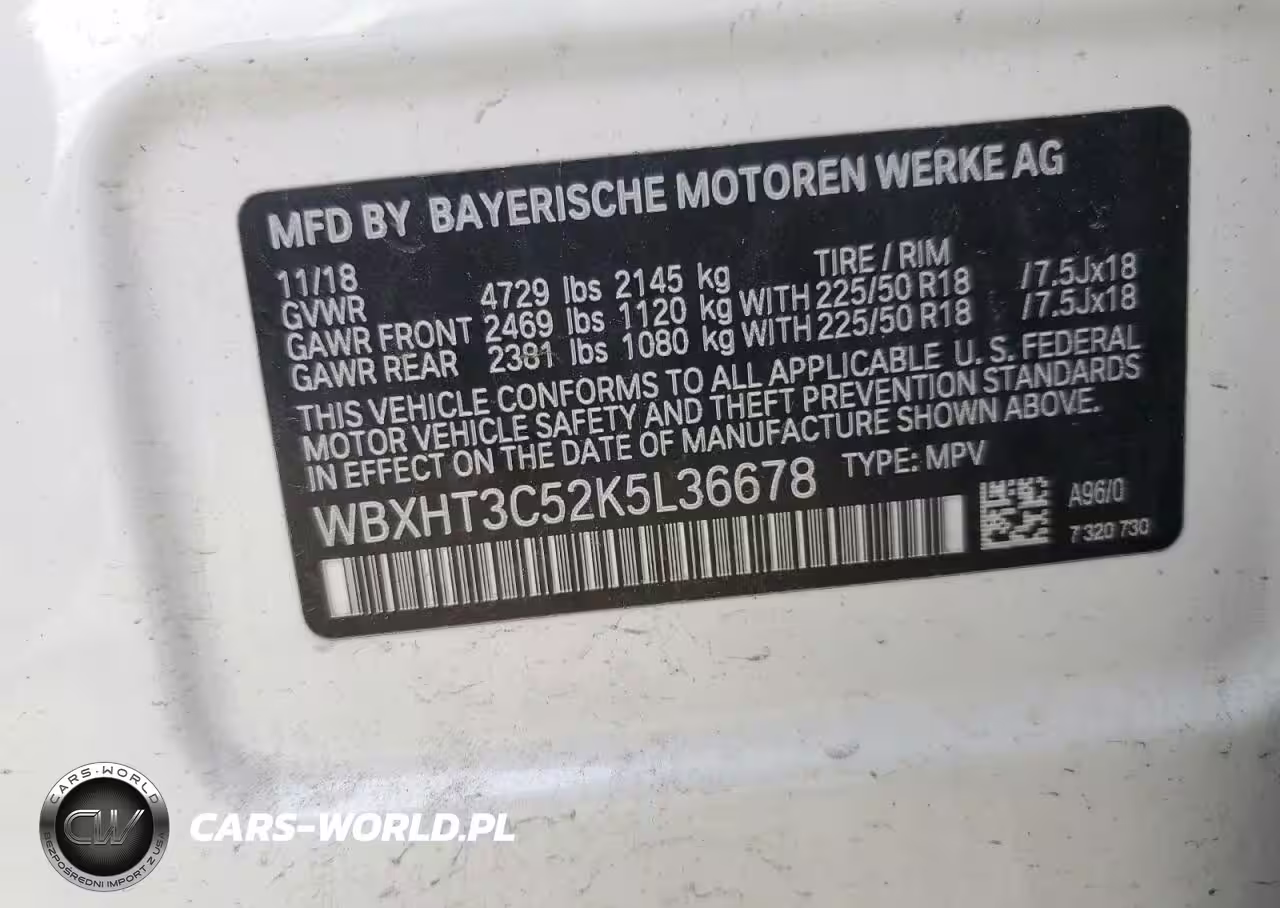 MFD BY BAYERISCHE MOTOREN WERKE AG
11/18 TIRE / RIM
GVWR 4729 lbs 2145 kg
GAWR FRONT 2469 lbs 1120 kg WITH 225/50 R18 /7.5Jx18
GAWR REAR 2381 lbs 1080 kg WITH 225/50 R18 /7.5Jx18
THIS VEHICLE CONFORMS TO ALL APPLICABLE U. S. FEDERAL
MOTOR VEHICLE SAFETY AND THEFT PREVENTION STANDARDS
IN EFFECT ON THE DATE OF MANUFACTURE SHOWN ABOVE.
WBXHT3C52K5L36678 TYPE: MPV
A96/0
7 320 730
CARS-WORLD
CW
BEZPOŚREDNI IMPORT Z USA
CARS-WORLD.PL